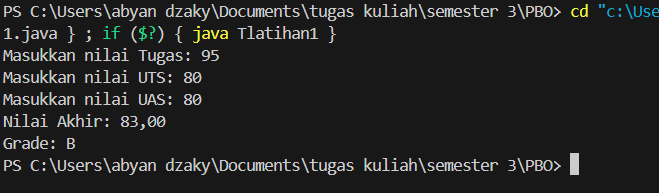 PS C:\Users\abyan dzaky\Documents\tugas kuliah\semester 3\PBO> cd "c:\Use
1.java } ; if ($?) { java Tlatihan1 }
Masukkan nilai Tugas: 95
Masukkan nilai UTS: 80
Masukkan nilai UAS: 80
Nilai Akhir: 83,00
Grade: B
PS C:\Users\abyan dzaky\Documents\tugas kuliah\semester 3\PBO>